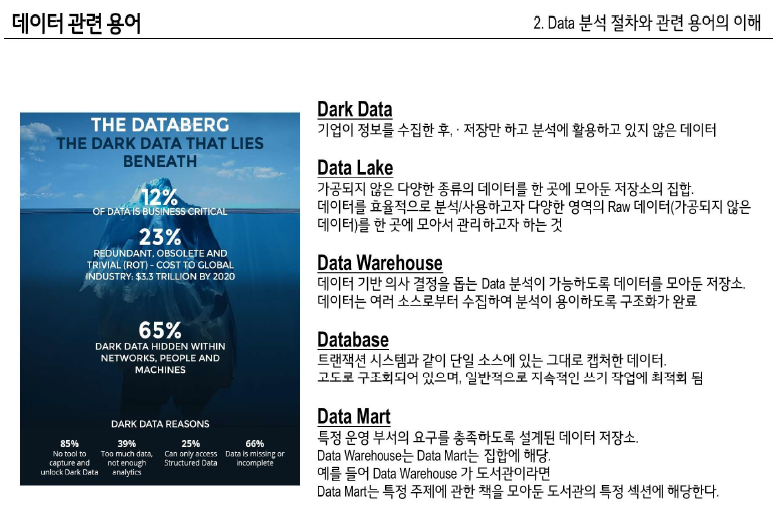 데이터 관련 용어
2. Data 분석 절차와 관련 용어의 이해
THE DATABERG
THE DARK DATA THAT LIES
BENEATH
12%
OF DATA IS BUSINESS CRITICAL
23%
REDUNDANT, OBSOLETE AND
TRIVIAL (ROT) - COST TO GLOBAL
INDUSTRY: $3.3 TRILLION BY 2020
65%
DARK DATA HIDDEN WITHIN
NETWORKS, PEOPLE AND
MACHINES
DARK DATA REASONS
85%
No tool to
capture and
unlock Dark Data
39%
Too much data,
not enough
analytics
25%
Can only access
Structured Data
66%
Data is missing or
incomplete
Dark Data
기업이 정보를 수집한 후, · 저장만 하고 분석에 활용하고 있지 않은 데이터
Data Lake
가공되지 않은 다양한 종류의 데이터를 한 곳에 모아둔 저장소의 집합.
데이터를 효율적으로 분석/사용하고자 다양한 영역의 Raw 데이터(가공되지 않은
데이터)를 한 곳에 모아서 관리하고자 하는 것
Data Warehouse
데이터 기반 의사 결정을 돕는 Data 분석이 가능하도록 데이터를 모아둔 저장소.
데이터는 여러 소스로부터 수집하여 분석이 용이하도록 구조화가 완료
Database
트랜잭션 시스템과 같이 단일 소스에 있는 그대로 캡처한 데이터.
고도로 구조화되어 있으며, 일반적으로 지속적인 쓰기 작업에 최적회 됨
Data Mart
특정 운영 부서의 요구를 충족하도록 설계된 데이터 저장소.
Data Warehouse는 Data Mart는 집합에 해당.
예를 들어 Data Warehouse 가 도서관이라면
Data Mart는 특정 주제에 관한 책을 모아둔 도서관의 특정 섹션에 해당한다.